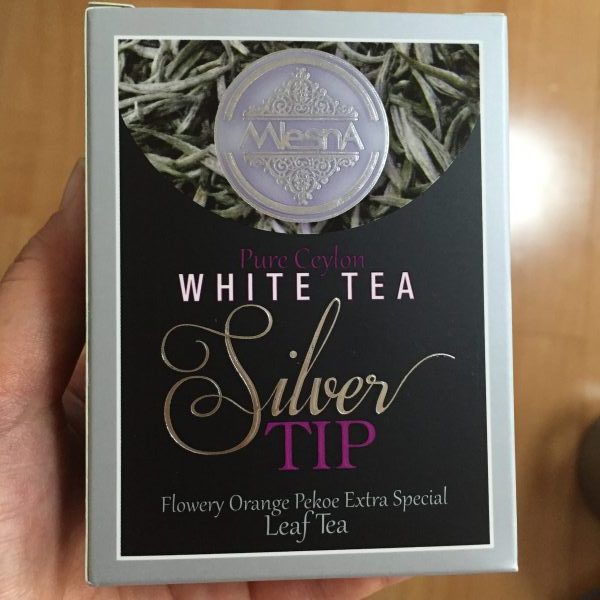 MlesnA
Pure Ceylon
WHITE TEA
Silver
TIP
Flowery Orange Pekoe Extra Special
Leaf Tea